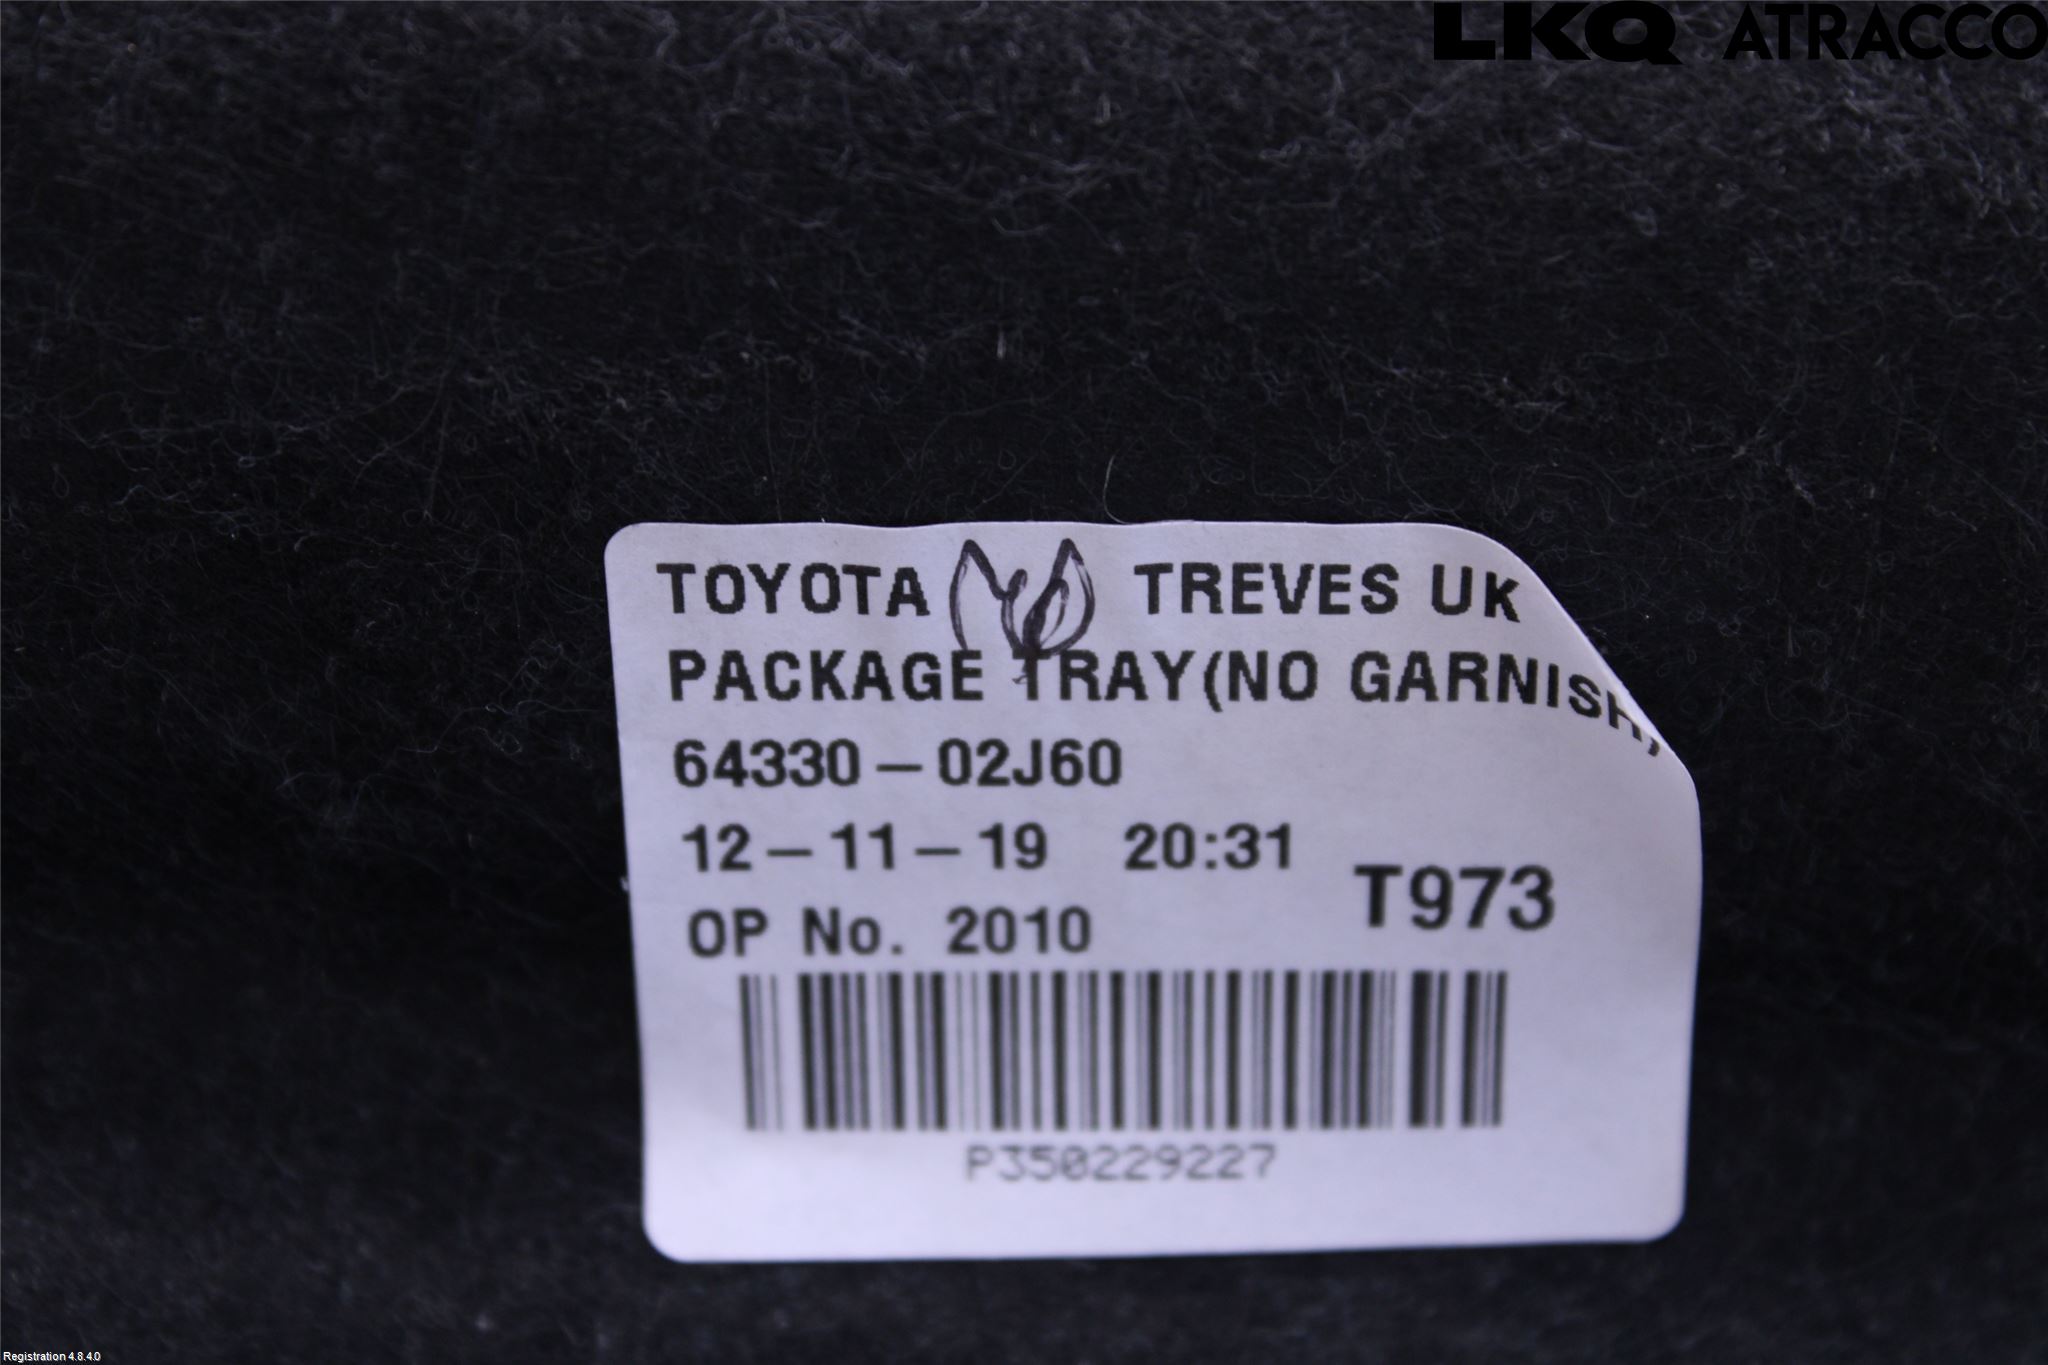 LKQ ATRACCO
TOYOTA TREVES UK
PACKAGE TRAY(NO GARNISH)
64330-02J60
12-11-19 20:31
T973
OP No. 2010
P350229227
Registration 4.8.4.0